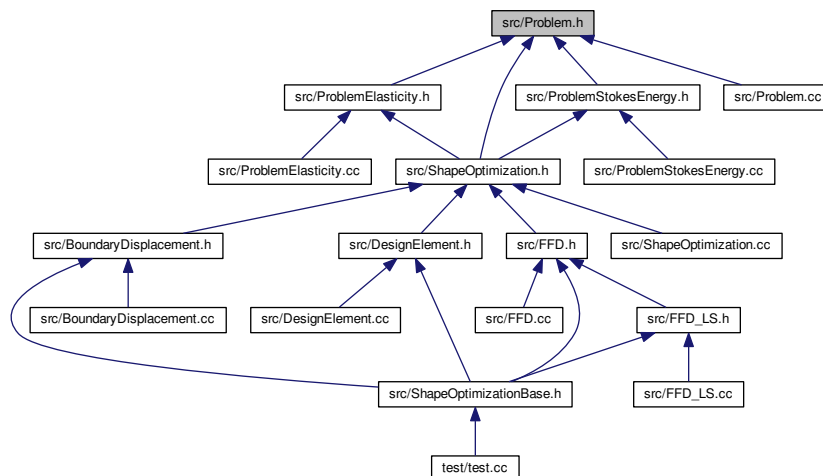 src/Problem.h
src/ProblemElasticity.h
src/ProblemStokesEnergy.h
src/Problem.cc
src/ProblemElasticity.cc
src/ShapeOptimization.h
src/ProblemStokesEnergy.cc
src/BoundaryDisplacement.h
src/DesignElement.h
src/FFD.h
src/ShapeOptimization.cc
src/BoundaryDisplacement.cc
src/DesignElement.cc
src/FFD.cc
src/FFD_LS.h
src/ShapeOptimizationBase.h
src/FFD_LS.cc
test/test.cc